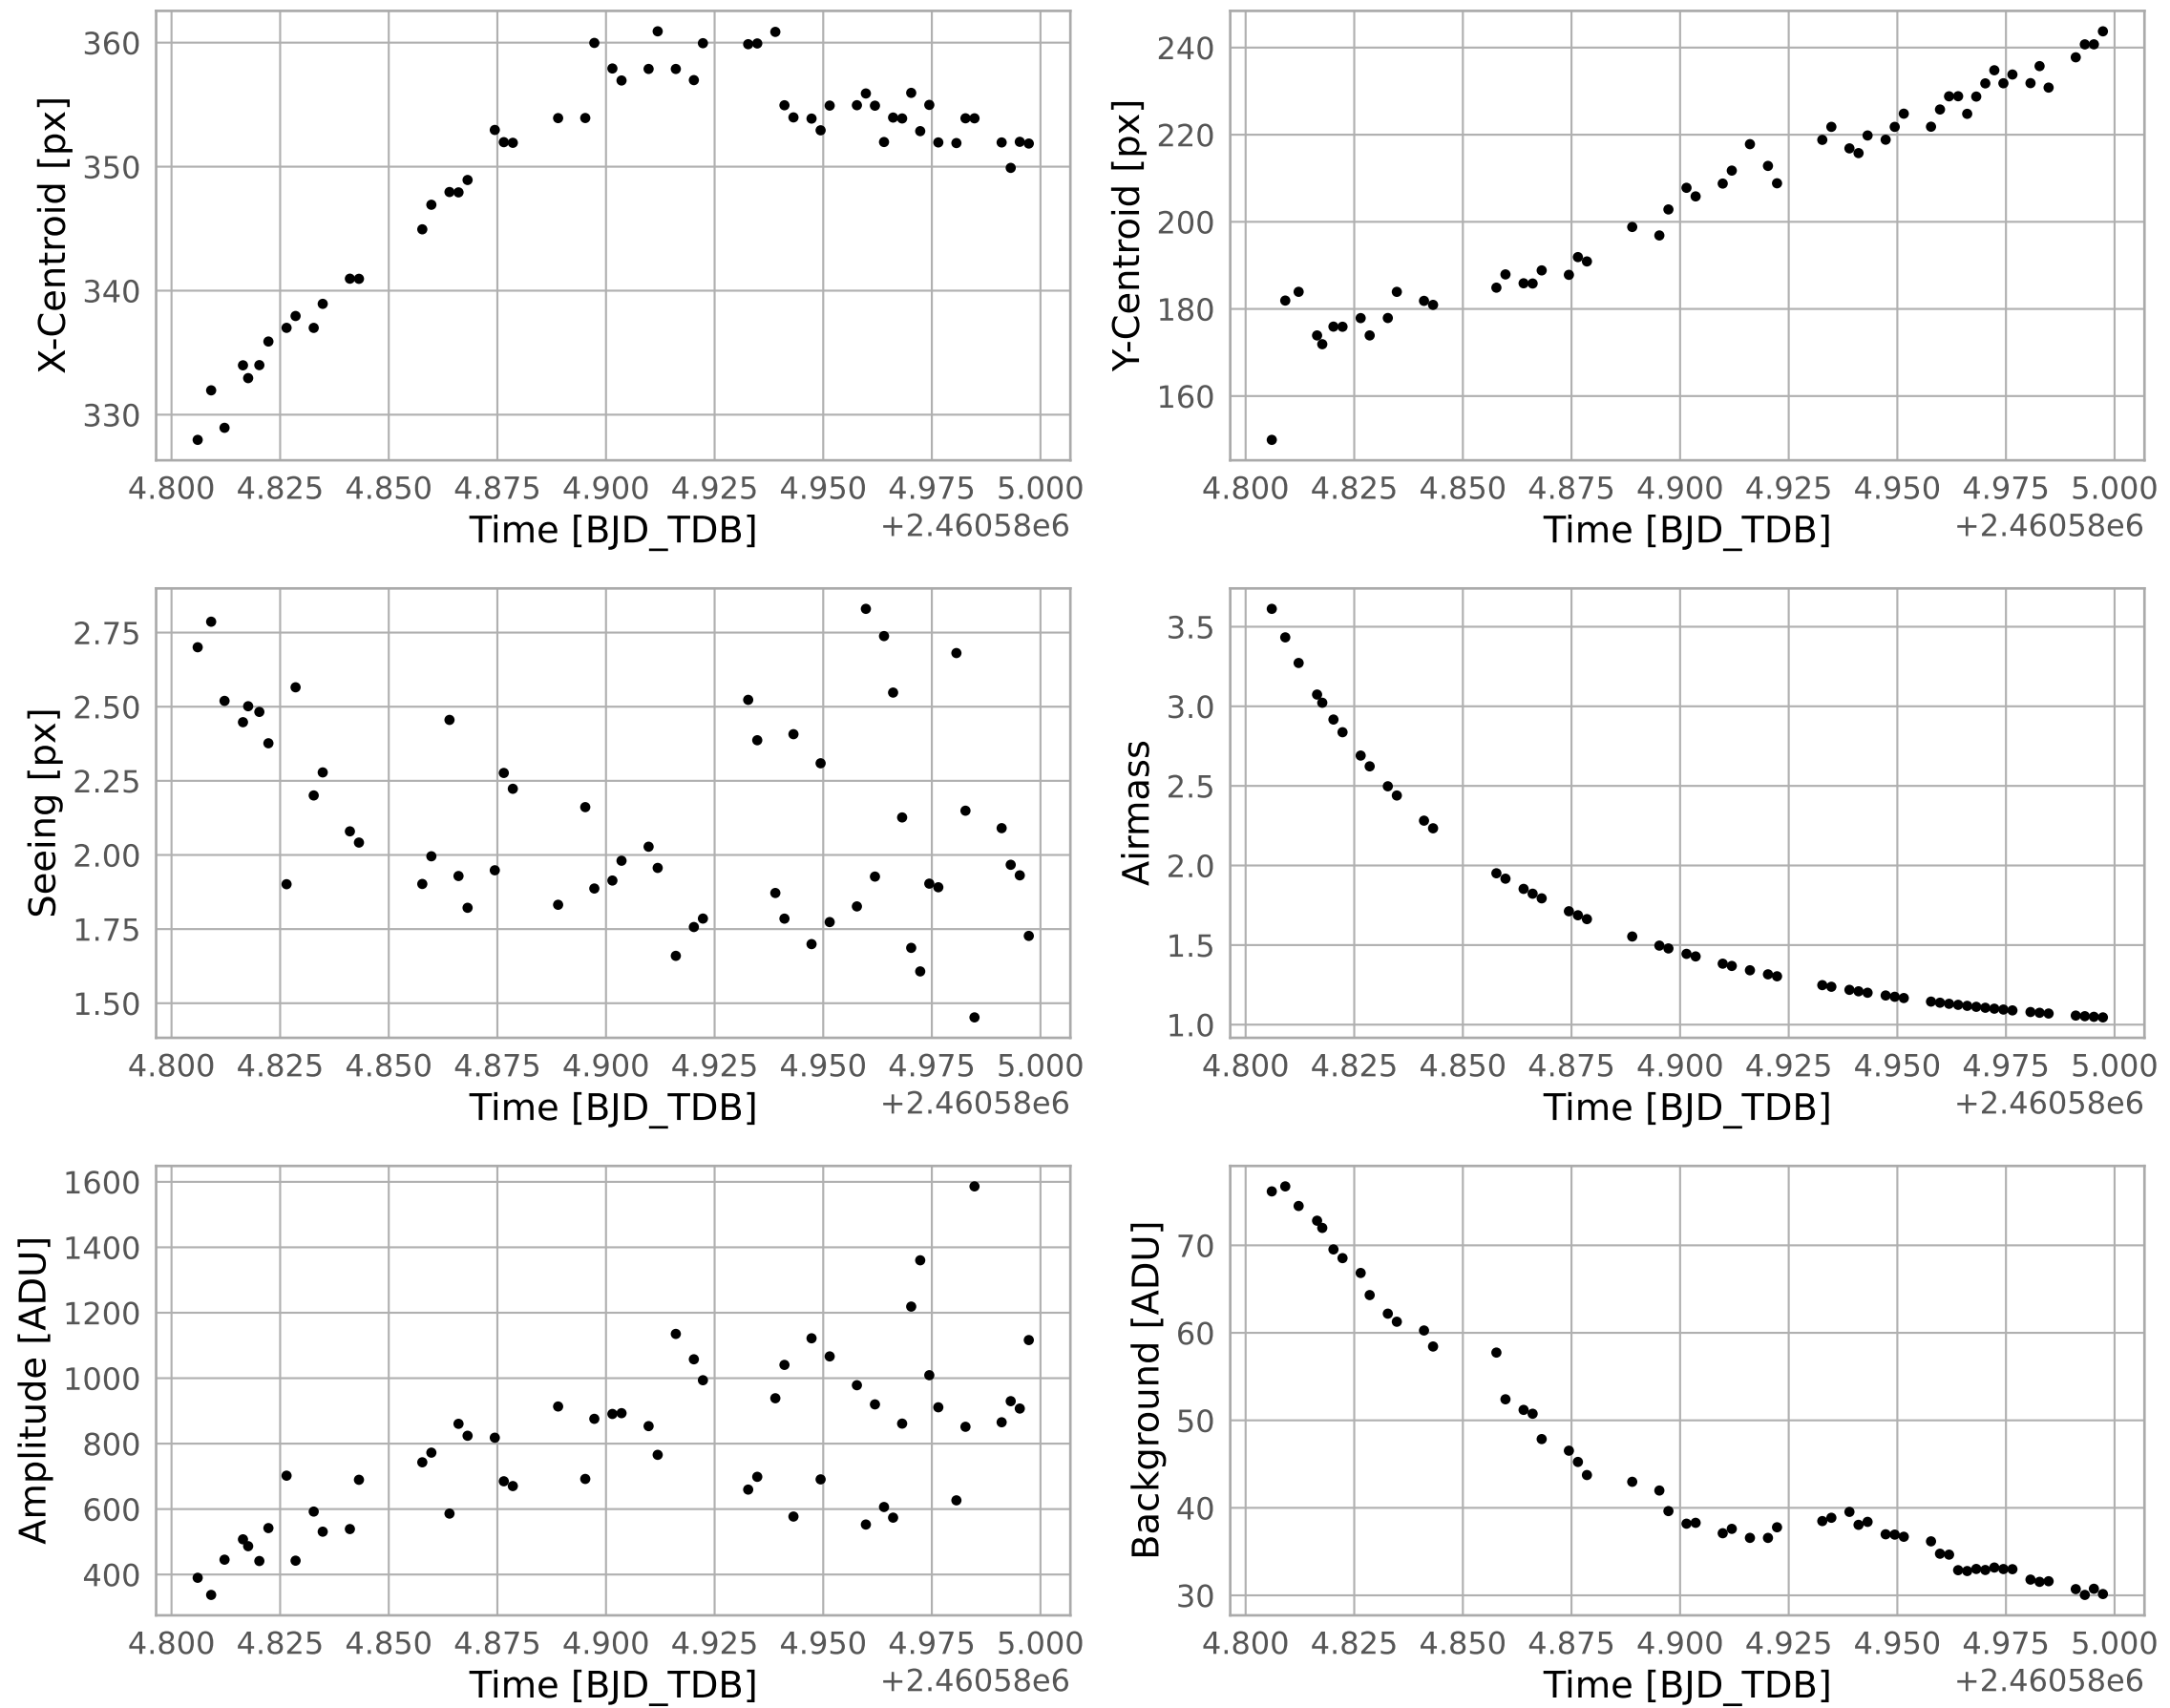 X-Centroid [px]
360
350
340
330
4.800 4.825 4.850 4.875 4.900 4.925 4.950 4.975 5.000
Time [BJD_TDB]
+2.46058e6
Y-Centroid [px]
240
220
200
180
160
4.800 4.825 4.850 4.875 4.900 4.925 4.950 4.975 5.000
Time [BJD_TDB]
+2.46058e6
Seeing [px]
2.75
2.50
2.25
2.00
1.75
1.50
4.800 4.825 4.850 4.875 4.900 4.925 4.950 4.975 5.000
Time [BJD_TDB]
+2.46058e6
Airmass
3.5
3.0
2.5
2.0
1.5
1.0
4.800 4.825 4.850 4.875 4.900 4.925 4.950 4.975 5.000
Time [BJD_TDB]
+2.46058e6
Amplitude [ADU]
1600
1400
1200
1000
800
600
400
4.800 4.825 4.850 4.875 4.900 4.925 4.950 4.975 5.000
Time [BJD_TDB]
+2.46058e6
Background [ADU]
70
60
50
40
30
4.800 4.825 4.850 4.875 4.900 4.925 4.950 4.975 5.000
Time [BJD_TDB]
+2.46058e6